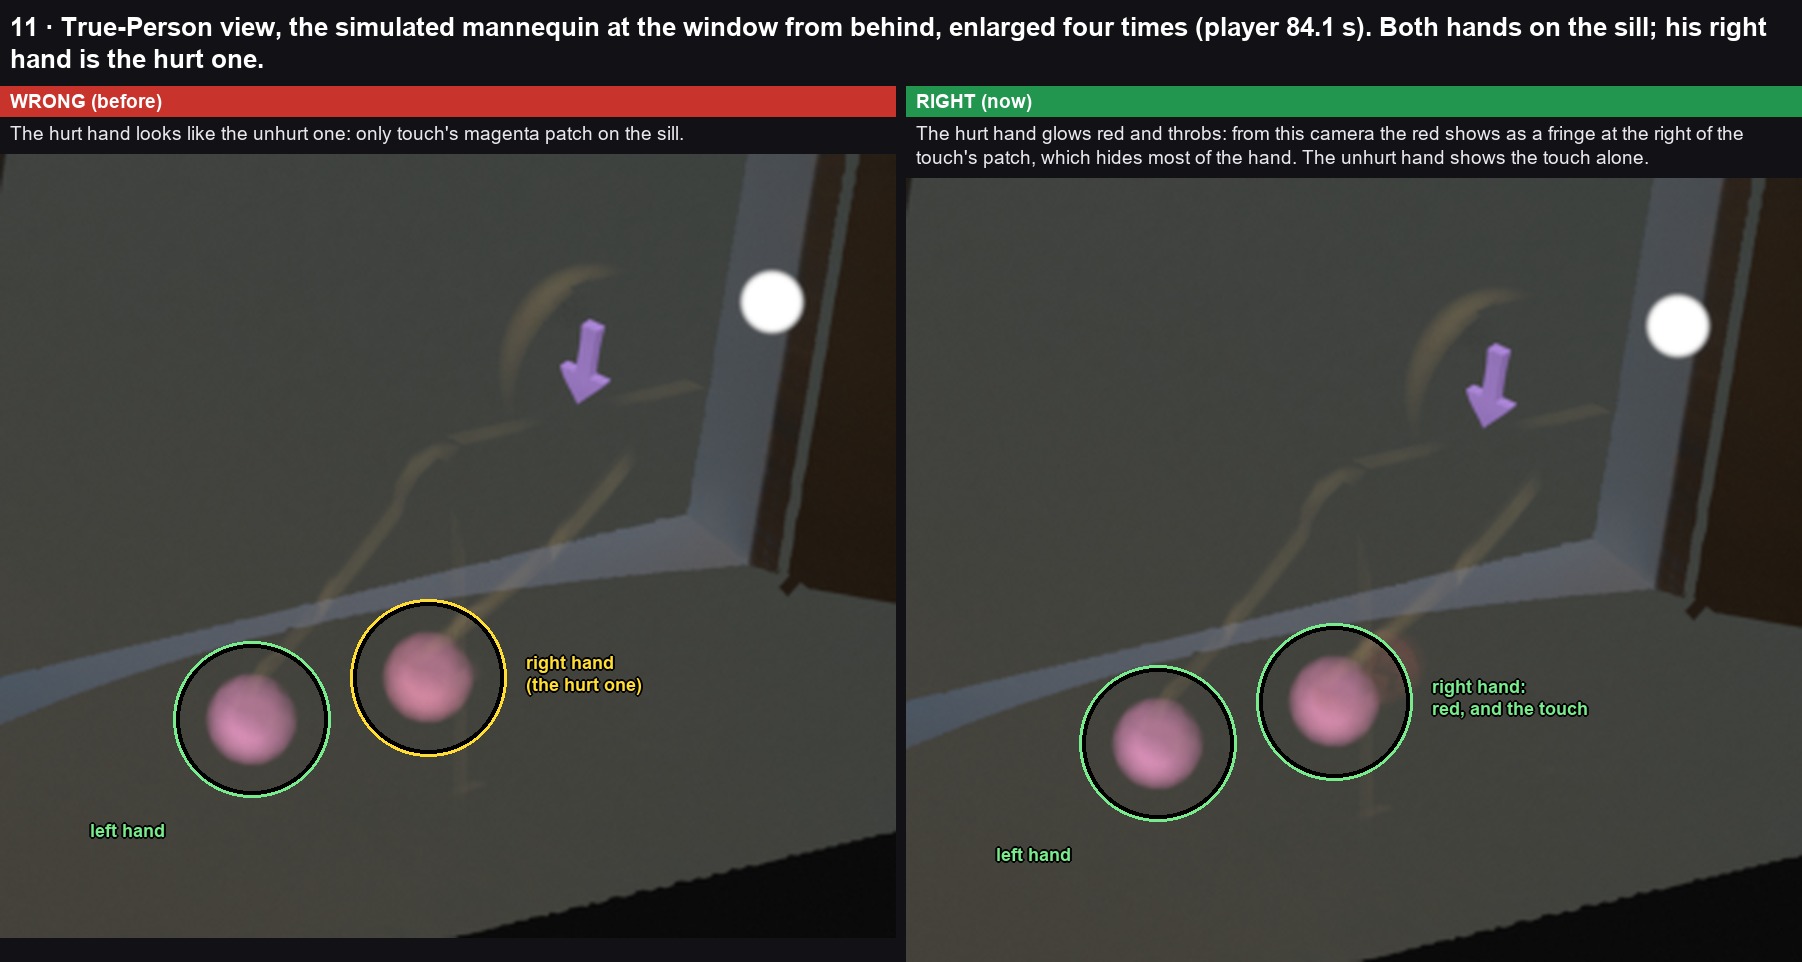 11 · True-Person view, the simulated mannequin at the window from behind, enlarged four times (player 84.1 s). Both hands on the sill; his right
hand is the hurt one.
WRONG (before)
The hurt hand looks like the unhurt one: only touch's magenta patch on the sill.
right hand
(the hurt one)
left hand
RIGHT (now)
The hurt hand glows red and throbs: from this camera the red shows as a fringe at the right of the
touch's patch, which hides most of the hand. The unhurt hand shows the touch alone.
right hand:
red, and the touch
left hand